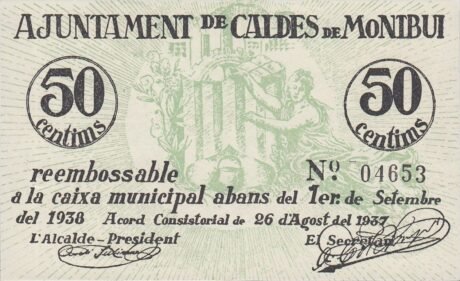 AJUNTAMENT DE CALDES DE MONTBUI
50
centims
50
centims
reembossable
Nº 04653
a la caixa municipal abans del 1er. de Setembre
del 1938 Acord Consistorial de 26 d'Agost del 1937
L'Alcalde-President
El Secretari